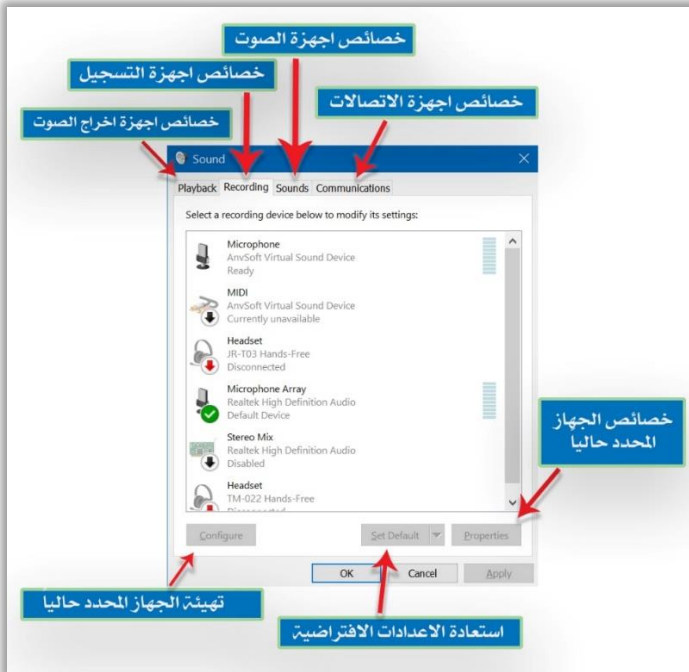 خصائص اجهزة الصوت
خصائص اجهزة التسجيل
خصائص اجهزة الاتصالات
خصائص اجهزة اخراج الصوت
Sound
Playback Recording Sounds Communications
Select a recording device below to modify its settings:
Microphone
AnvSoft Virtual Sound Device
Ready
MIDI
AnvSoft Virtual Sound Device
Currently unavailable
Headset
JR-T03 Hands-Free
Disconnected
Microphone Array
Realtek High Definition Audio
Default Device
Stereo Mix
Realtek High Definition Audio
Disabled
Headset
TM-022 Hands-Free
Disconnected
خصائص الجهاز
المحدد حاليا
Configure Set Default Properties
OK Cancel Apply
تهيئة الجهاز المحدد حاليا
استعادة الاعدادات الافتراضية